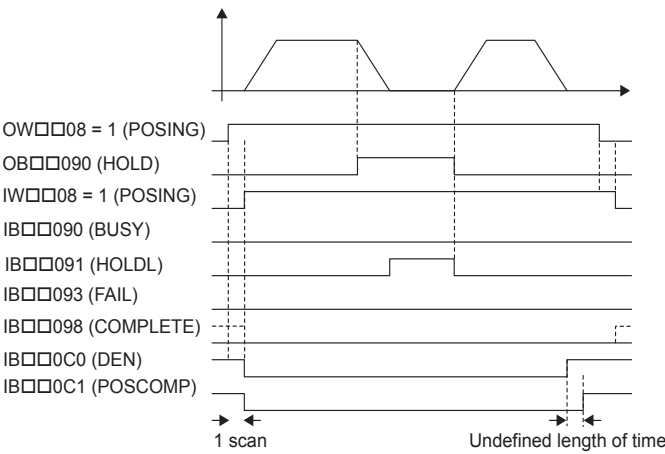 OW□□08 = 1 (POSING)
OB□□090 (HOLD)
IW□□08 = 1 (POSING)
IB□□090 (BUSY)
IB□□091 (HOLDL)
IB□□093 (FAIL)
IB□□098 (COMPLETE)
IB□□0C0 (DEN)
IB□□0C1 (POSCOMP)
1 scan
Undefined length of time